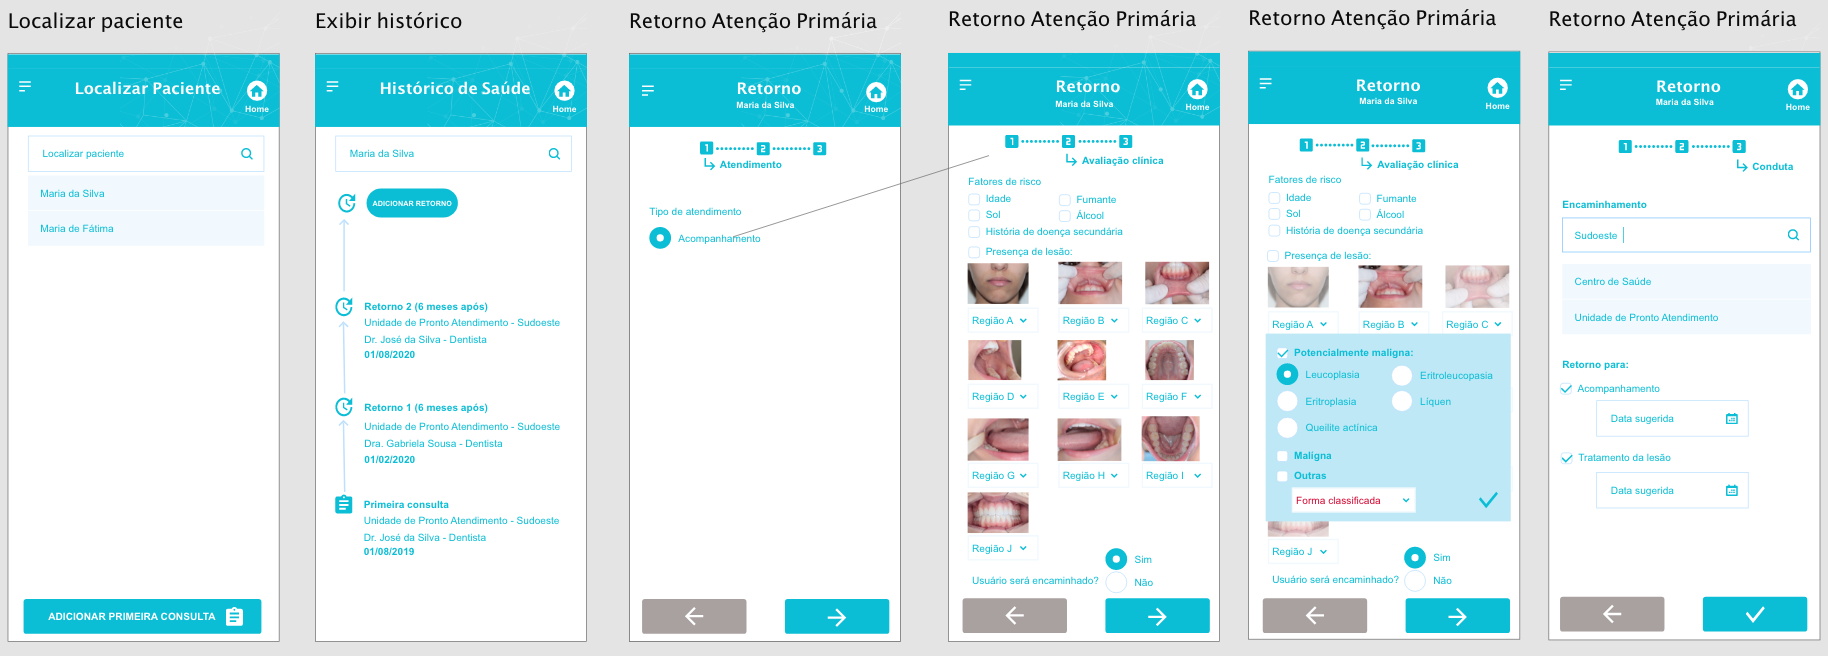 Localizar paciente
Localizar Paciente
Home
Localizar paciente
Maria da Silva
Maria de Fátima
ADICIONAR PRIMEIRA CONSULTA
Exibir histórico
Histórico de Saúde
Home
Maria da Silva
ADICIONAR RETORNO
Retorno 2 (6 meses após)
Unidade de Pronto Atendimento - Sudoeste
Dr. José da Silva - Dentista
01/08/2020
Retorno 1 (6 meses após)
Unidade de Pronto Atendimento - Sudoeste
Dra. Gabriela Sousa - Dentista
01/02/2020
Primeira consulta
Unidade de Pronto Atendimento - Sudoeste
Dr. José da Silva - Dentista
01/08/2019
Retorno Atenção Primária
Retorno
Maria da Silva
Home
1 2 3
Atendimento
Tipo de atendimento
Acompanhamento
Retorno Atenção Primária
Retorno
Maria da Silva
Home
1 2 3
Avaliação clínica
Fatores de risco
Idade Fumante
Sol Álcool
História de doença secundária
Presença de lesão:
Região A Região B Região C
Região D Região E Região F
Região G Região H Região I
Região J
Sim
Usuário será encaminhado? Não
Retorno Atenção Primária
Retorno
Maria da Silva
Home
1 2 3
Avaliação clínica
Fatores de risco
Idade Fumante
Sol Álcool
História de doença secundária
Presença de lesão:
Região A Região B Região C
Potencialmente maligna:
Leucoplasia Eritroleucopasia
Eritroplasia Líquen
Queilite actínica
Maligna
Outras
Forma classificada
Região J
Sim
Usuário será encaminhado? Não
Retorno Atenção Primária
Retorno
Maria da Silva
Home
1 2 3
Conduta
Encaminhamento
Sudoeste
Centro de Saúde
Unidade de Pronto Atendimento
Retorno para:
Acompanhamento
Data sugerida
Tratamento da lesão
Data sugerida